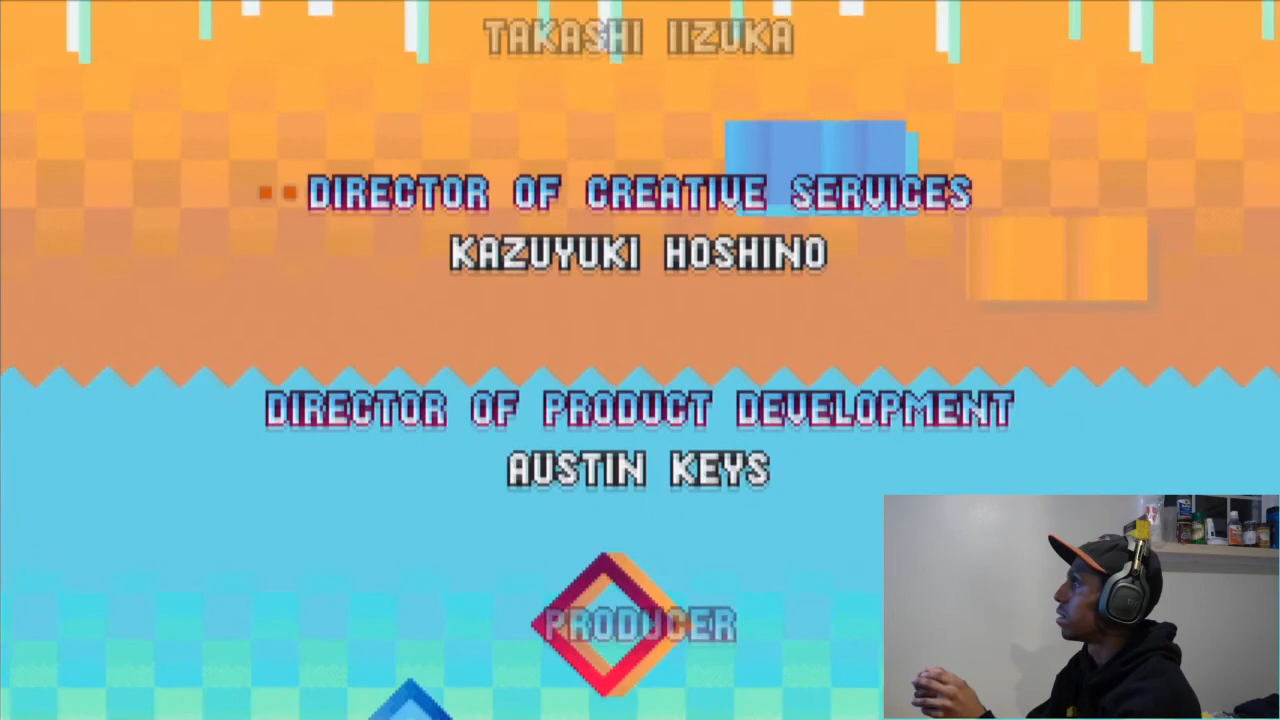 TAKASHI IIZUKA
DIRECTOR OF CREATIVE SERVICES
KAZUYUKI HOSHINO
DIRECTOR OF PRODUCT DEVELOPMENT
AUSTIN KEYS
PRODUCER